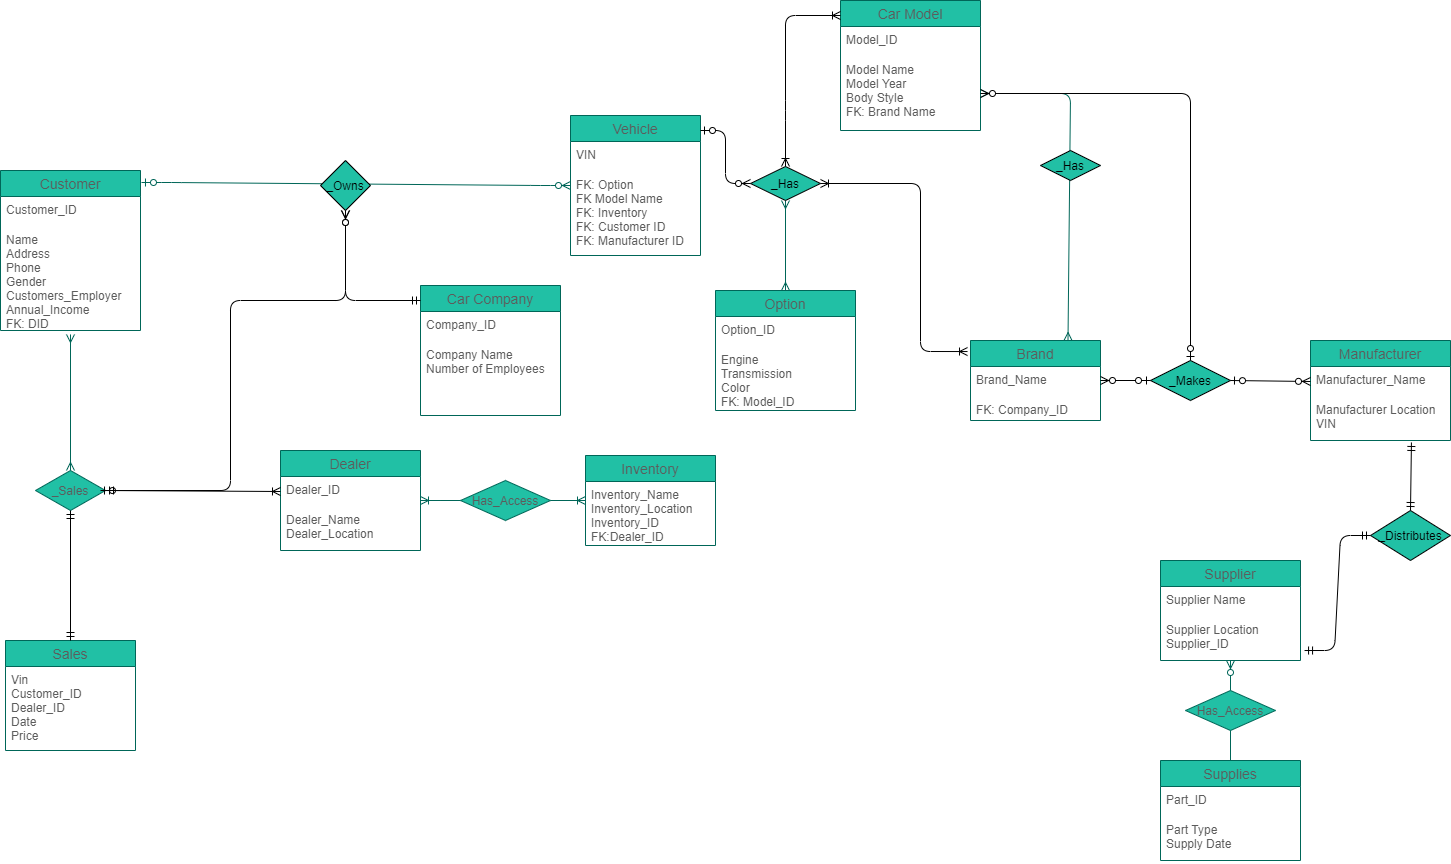 Car Model
Model_ID
Model Name
Model Year
Body Style
FK: Brand Name
Vehicle
VIN
FK: Option
FK Model Name
FK: Inventory
FK: Customer ID
FK: Manufacturer ID
_Has
_Has
Customer
Customer_ID
Name
Address
Phone
Gender
Customers_Employer
Annual_Income
FK: DID
_Owns
Car Company
Company_ID
Company Name
Number of Employees
Option
Option_ID
Engine
Transmission
Color
FK: Model_ID
Brand
Brand_Name
FK: Company_ID
_Makes
Manufacturer
Manufacturer_Name
Manufacturer Location
VIN
_Sales
Dealer
Dealer_ID
Dealer_Name
Dealer_Location
Has_Access
Inventory
Inventory_Name
Inventory_Location
Inventory_ID
FK:Dealer_ID
_Distributes
Supplier
Supplier Name
Supplier Location
Supplier_ID
Sales
Vin
Customer_ID
Dealer_ID
Date
Price
Has_Access
Supplies
Part_ID
Part Type
Supply Date